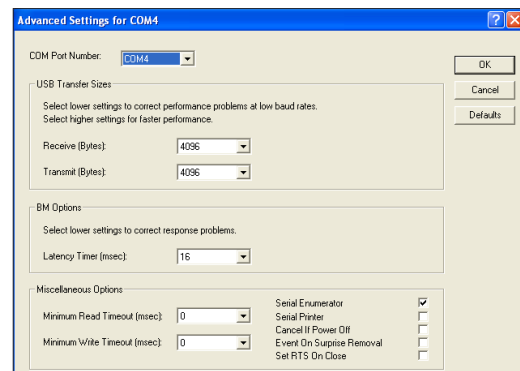 Advanced Settings for COM4
COM Port Number: COM4
OK
Cancel
Defaults
USB Transfer Sizes
Select lower settings to correct performance problems at low baud rates.
Select higher settings for faster performance.
Receive (Bytes): 4096
Transmit (Bytes): 4096
BM Options
Select lower settings to correct response problems.
Latency Timer (msec): 16
Miscellaneous Options
Minimum Read Timeout (msec): 0
Minimum Write Timeout (msec): 0
Serial Enumerator
Serial Printer
Cancel If Power Off
Event On Surprise Removal
Set RTS On Close